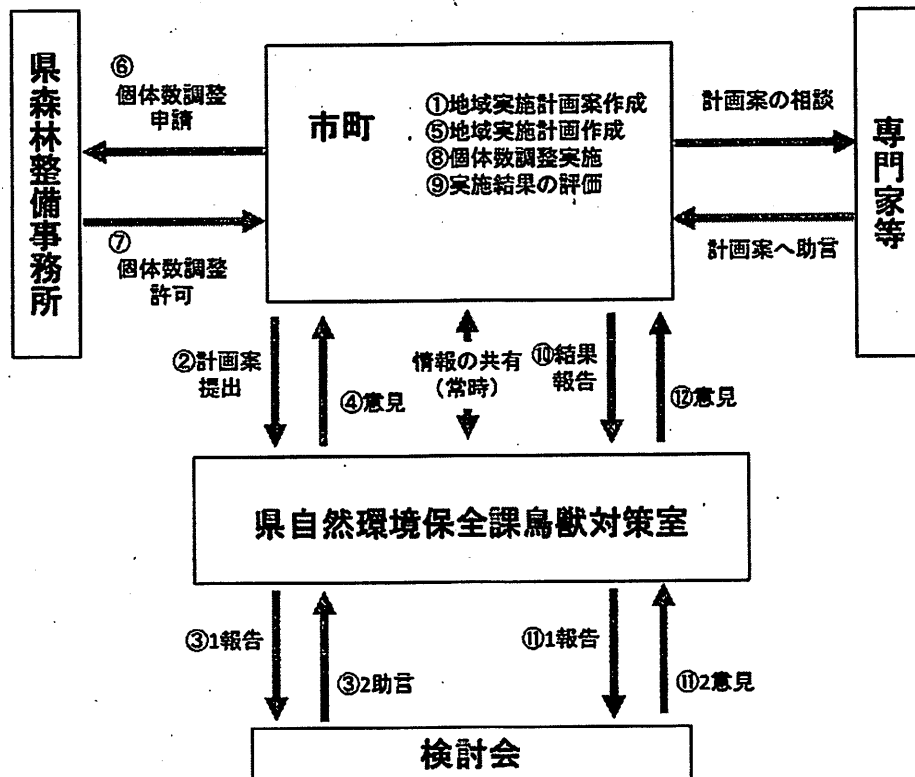 県森林整備事務所
⑥
個体数調整
申請
⑦
個体数調整
許可
市町
①地域実施計画案作成
⑤地域実施計画作成
⑧個体数調整実施
⑨実施結果の評価
計画案の相談
計画案へ助言
専門家等
②計画案
提出
④意見
情報の共有
(常時)
⑩結果
報告
⑫意見
県自然環境保全課鳥獣対策室
③1報告
③2助言
⑪1報告
⑪2意見
検討会